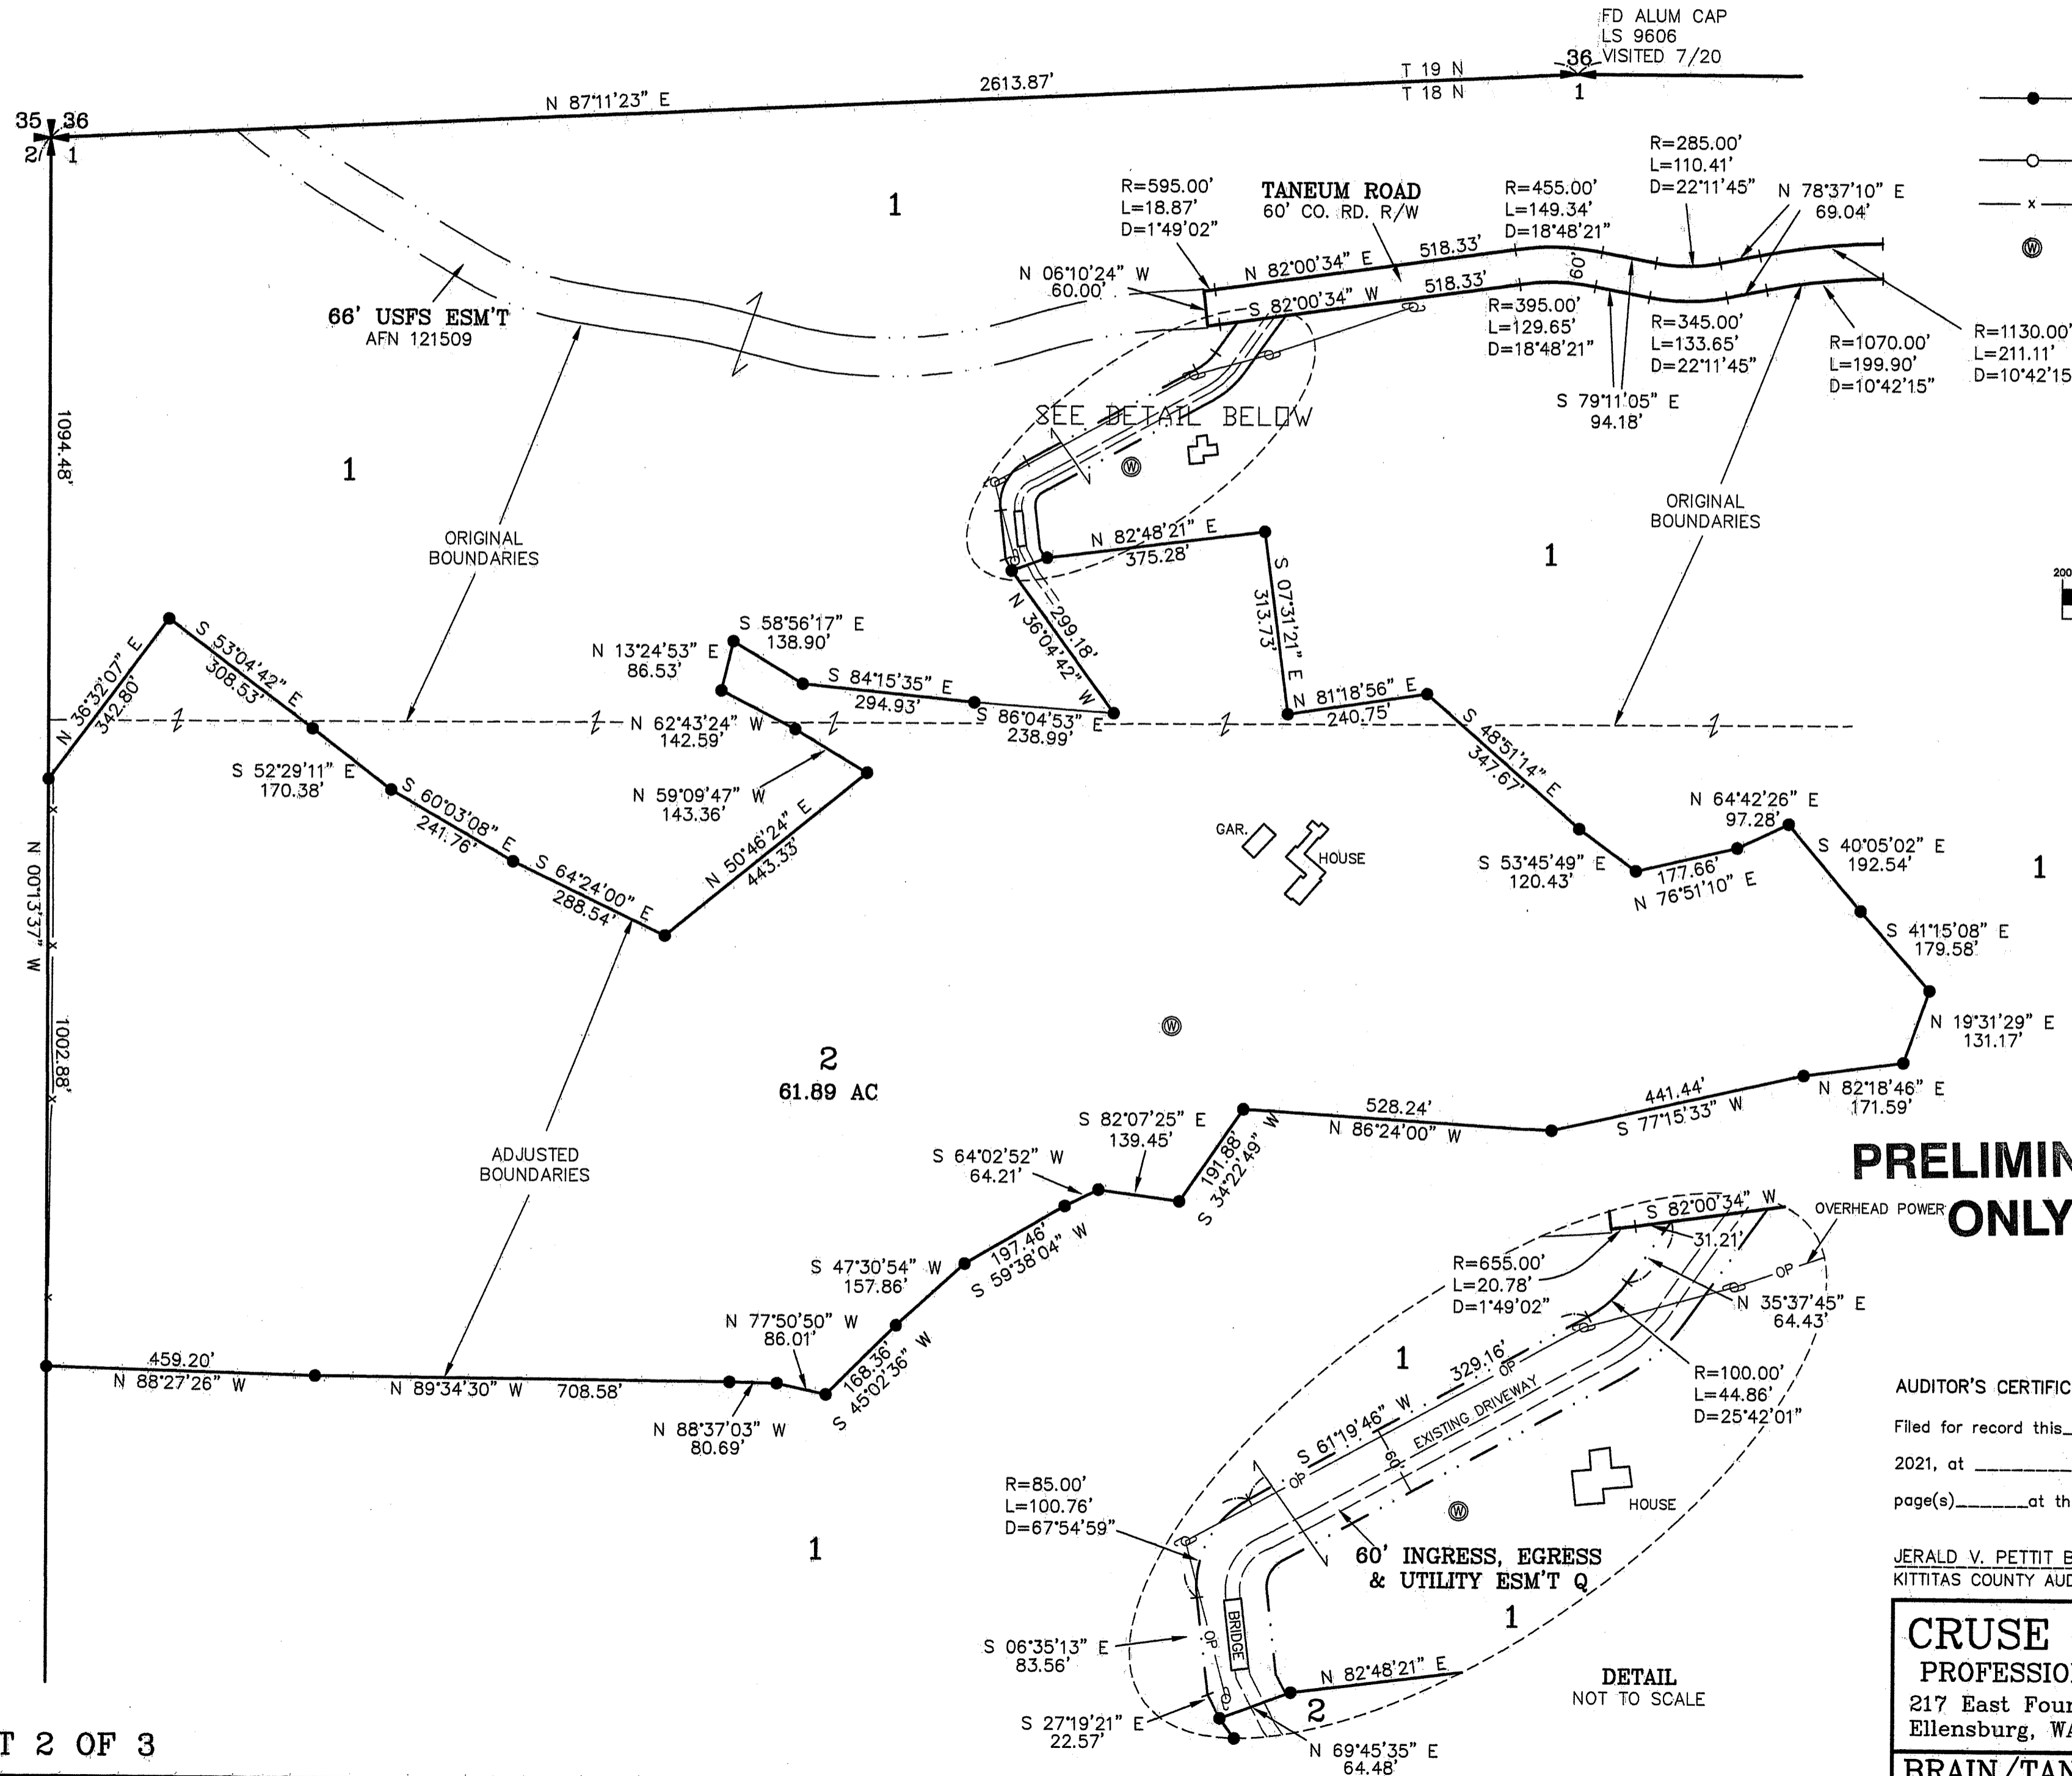 FD ALUM CAP
LS 9606
VISITED 7/20
36
T 19 N
T 18 N
1
2613.87'
N 87°11'23" E
35
36
2
1
1
R=595.00'
L=18.87'
D=1°49'02"
TANEUM ROAD
60' CO. RD. R/W
R=455.00'
L=149.34'
D=18°48'21"
R=285.00'
L=110.41'
D=22°11'45"
N 78°37'10" E
69.04'
W
N 06°10'24" W
60.00'
N 82°00'34" E
518.33'
S 82°00'34" W
518.33'
60'
R=395.00'
L=129.65'
D=18°48'21"
R=345.00'
L=133.65'
D=22°11'45"
R=1070.00'
L=199.90'
D=10°42'15"
R=1130.00'
L=211.11'
D=10°42'15
S 79°11'05" E
94.18'
66' USFS ESM'T
AFN 121509
SEE DETAIL BELOW
W
1094.48'
1
ORIGINAL
BOUNDARIES
ORIGINAL
BOUNDARIES
1
N 82°48'21" E
375.28'
S 07°31'21" E
313.73'
299.18'
N 36°04'42" W
200
N 36°32'07" E
342.80'
S 53°04'42" E
308.53'
N 13°24'53" E
86.53'
S 58°56'17" E
138.90'
S 84°15'35" E
294.93'
S 86°04'53" E
238.99'
N 81°18'56" E
240.75'
N 62°43'24" W
142.59'
S 52°29'11" E
170.38'
N 59°09'47" W
143.36'
S 60°03'08" E
241.76'
S 64°24'00" E
288.54'
N 50°46'24" E
443.33'
GAR.
HOUSE
S 48°51'14" E
347.67'
S 53°45'49" E
120.43'
177.66'
N 76°51'10" E
N 64°42'26" E
97.28'
S 40°05'02" E
192.54'
1
S 41°15'08" E
179.58'
N 19°31'29" E
131.17'
N 82°18'46" E
171.59'
N 00°13'37" W
1002.88'
W
2
61.89 AC
ADJUSTED
BOUNDARIES
441.44'
S 77°15'33" W
528.24'
N 86°24'00" W
S 82°07'25" E
139.45'
191.88'
S 34°22'49" W
S 64°02'52" W
64.21'
197.46'
S 59°38'04" W
S 47°30'54" W
157.86'
N 77°50'50" W
86.01'
168.36'
S 45°02'36" W
459.20'
N 88°27'26" W
N 89°34'30" W 708.58'
N 88°37'03" W
80.69'
PRELIMIN
ONLY
S 82°00'34" W
OVERHEAD POWER
31.21'
OP
R=655.00'
L=20.78'
D=1°49'02"
N 35°37'45" E
64.43'
1
329.16'
OP
S 61°19'46" W
EXISTING DRIVEWAY
60'
OP
R=100.00'
L=44.86'
D=25°42'01"
R=85.00'
L=100.76'
D=67°54'59"
W
HOUSE
60' INGRESS, EGRESS
& UTILITY ESM'T Q
1
1
BRIDGE
OP
S 06°35'13" E
83.56'
N 82°48'21" E
2
S 27°19'21" E
22.57'
N 69°45'35" E
64.48'
DETAIL
NOT TO SCALE
AUDITOR'S CERTIFIC
Filed for record this
2021, at
page(s)______at th
JERALD V. PETTIT
KITTITAS COUNTY AUD
CRUSE
PROFESSIO
217 East Four
Ellensburg, WA
BRAIN/TAN
T 2 OF 3